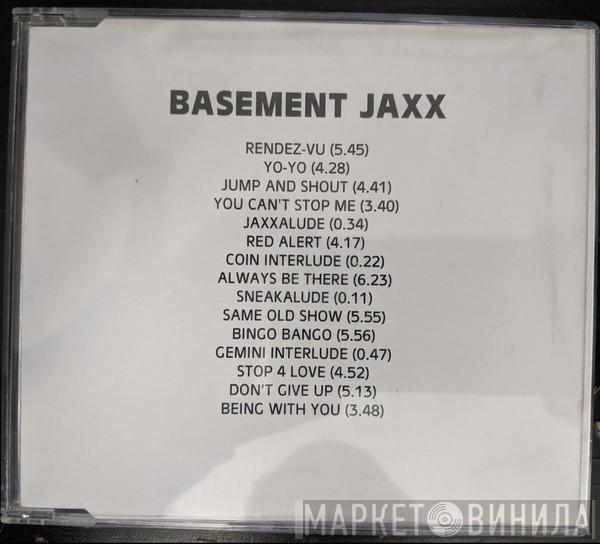 BASEMENT JAXX
RENDEZ-VU (5.45)
YO-YO (4.28)
JUMP AND SHOUT (4.41)
YOU CAN'T STOP ME (3.40)
JAXXALUDE (0.34)
RED ALERT (4.17)
COIN INTERLUDE (0.22)
ALWAYS BE THERE (6.23)
SNEAKALUDE (0.11)
SAME OLD SHOW (5.55)
BINGO BANGO (5.56)
GEMINI INTERLUDE (0.47)
STOP 4 LOVE (4.52)
DON'T GIVE UP (5.13)
BEING WITH YOU (3.48)
МАРКЕТ ВИНИЛА